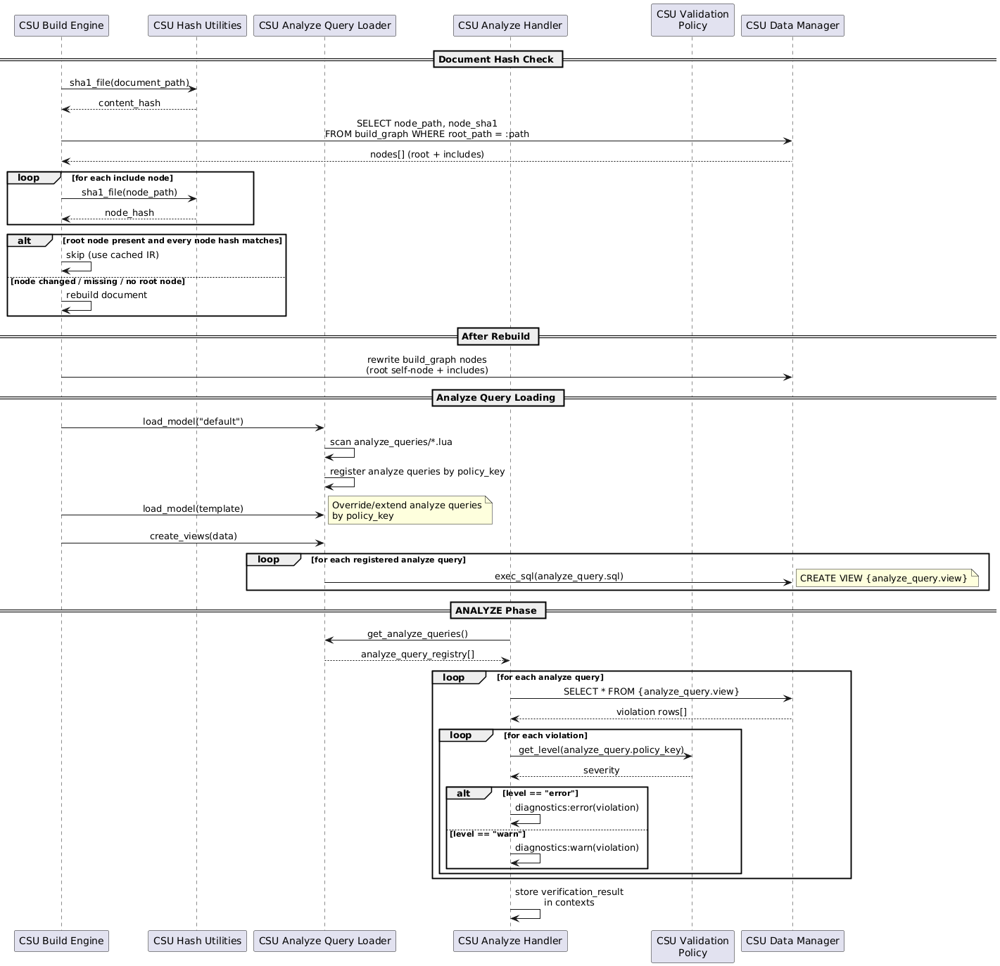 CSU Build Engine
CSU Hash Utilities
CSU Analyze Query Loader
CSU Analyze Handler
CSU Validation
Policy
CSU Data Manager
Document Hash Check
sha1_file(document_path)
content_hash
SELECT node_path, node_sha1
FROM build_graph WHERE root_path = :path
nodes[] (root + includes)
loop [for each include node]
sha1_file(node_path)
node_hash
alt [root node present and every node hash matches]
skip (use cached IR)
[node changed / missing / no root node]
rebuild document
After Rebuild
rewrite build_graph nodes
(root self-node + includes)
Analyze Query Loading
load_model("default")
scan analyze_queries/*.lua
register analyze queries by policy_key
load_model(template)
Override/extend analyze queries
by policy_key
create_views(data)
loop [for each registered analyze query]
exec_sql(analyze_query.sql)
CREATE VIEW {analyze_query.view}
ANALYZE Phase
get_analyze_queries()
analyze_query_registry[]
loop [for each analyze query]
SELECT * FROM {analyze_query.view}
violation rows[]
loop [for each violation]
get_level(analyze_query.policy_key)
severity
alt [level == "error"]
diagnostics:error(violation)
[level == "warn"]
diagnostics:warn(violation)
store verification_result
in contexts
CSU Build Engine
CSU Hash Utilities
CSU Analyze Query Loader
CSU Analyze Handler
CSU Validation
Policy
CSU Data Manager